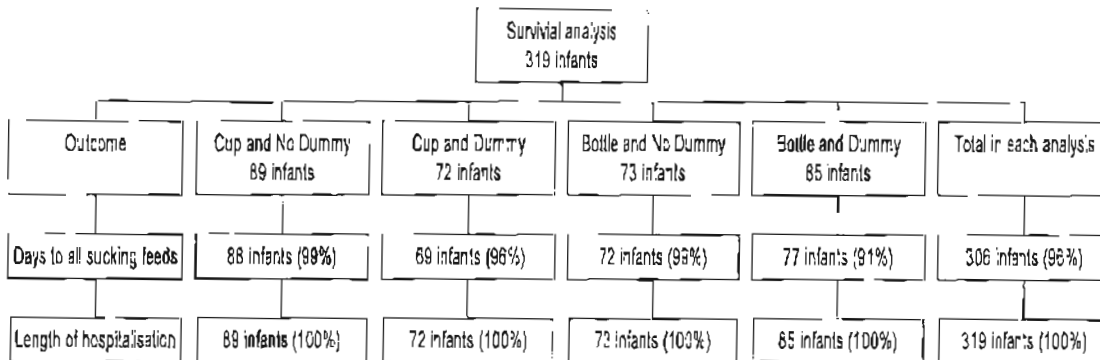 Survivial analysis
319 infants
Outcome
Cup and No Dummy
89 infants
Cup and Dummy
72 infants
Bottle and No Dummy
73 infants
Bottle and Dummy
85 infants
Total in each analysis
Days to all sucking feeds
88 infants (99%)
69 infants (96%)
72 infants (99%)
77 infants (91%)
306 infants (96%)
Length of hospitalisation
89 infants (100%)
72 infants (100%)
73 infants (100%)
85 infants (100%)
319 infants (100%)